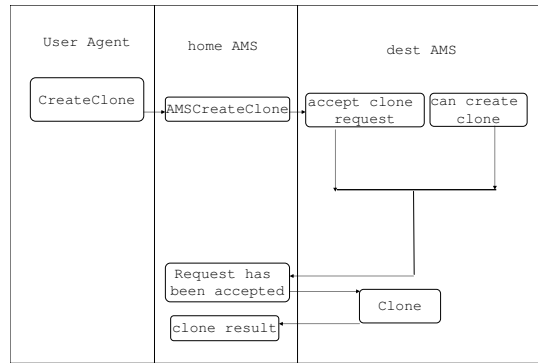 User Agent
home AMS
dest AMS
CreateClone
AMSCreateClone
accept clone
request
can create
clone
Request has
been accepted
Clone
clone result